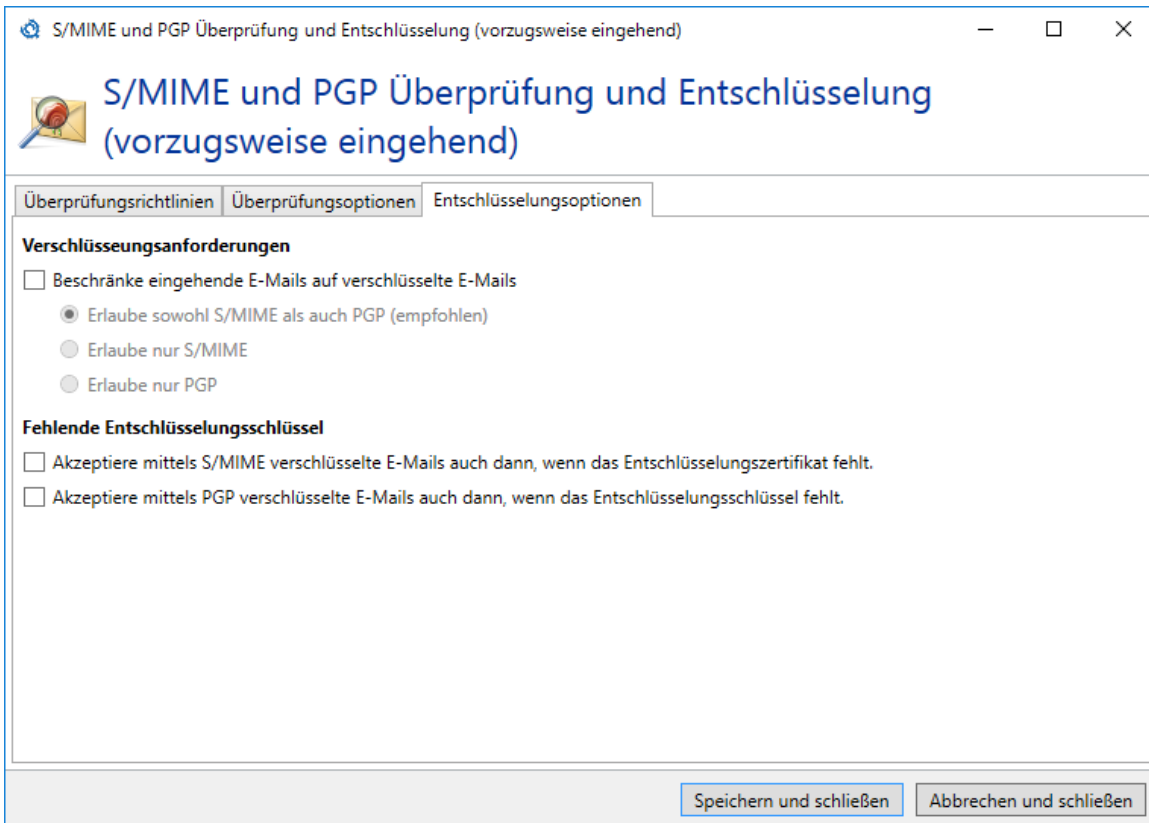 S/MIME und PGP Überprüfung und Entschlüsselung (vorzugsweise eingehend)
S/MIME und PGP Überprüfung und Entschlüsselung
(vorzugsweise eingehend)
Überprüfungsrichtlinien Überprüfungsoptionen Entschlüsselungsoptionen
Verschlüsseungsanforderungen
Beschränke eingehende E-Mails auf verschlüsselte E-Mails
Erlaube sowohl S/MIME als auch PGP (empfohlen)
Erlaube nur S/MIME
Erlaube nur PGP
Fehlende Entschlüsselungsschlüssel
Akzeptiere mittels S/MIME verschlüsselte E-Mails auch dann, wenn das Entschlüsselungszertifikat fehlt.
Akzeptiere mittels PGP verschlüsselte E-Mails auch dann, wenn das Entschlüsselungsschlüssel fehlt.
Speichern und schließen Abbrechen und schließen